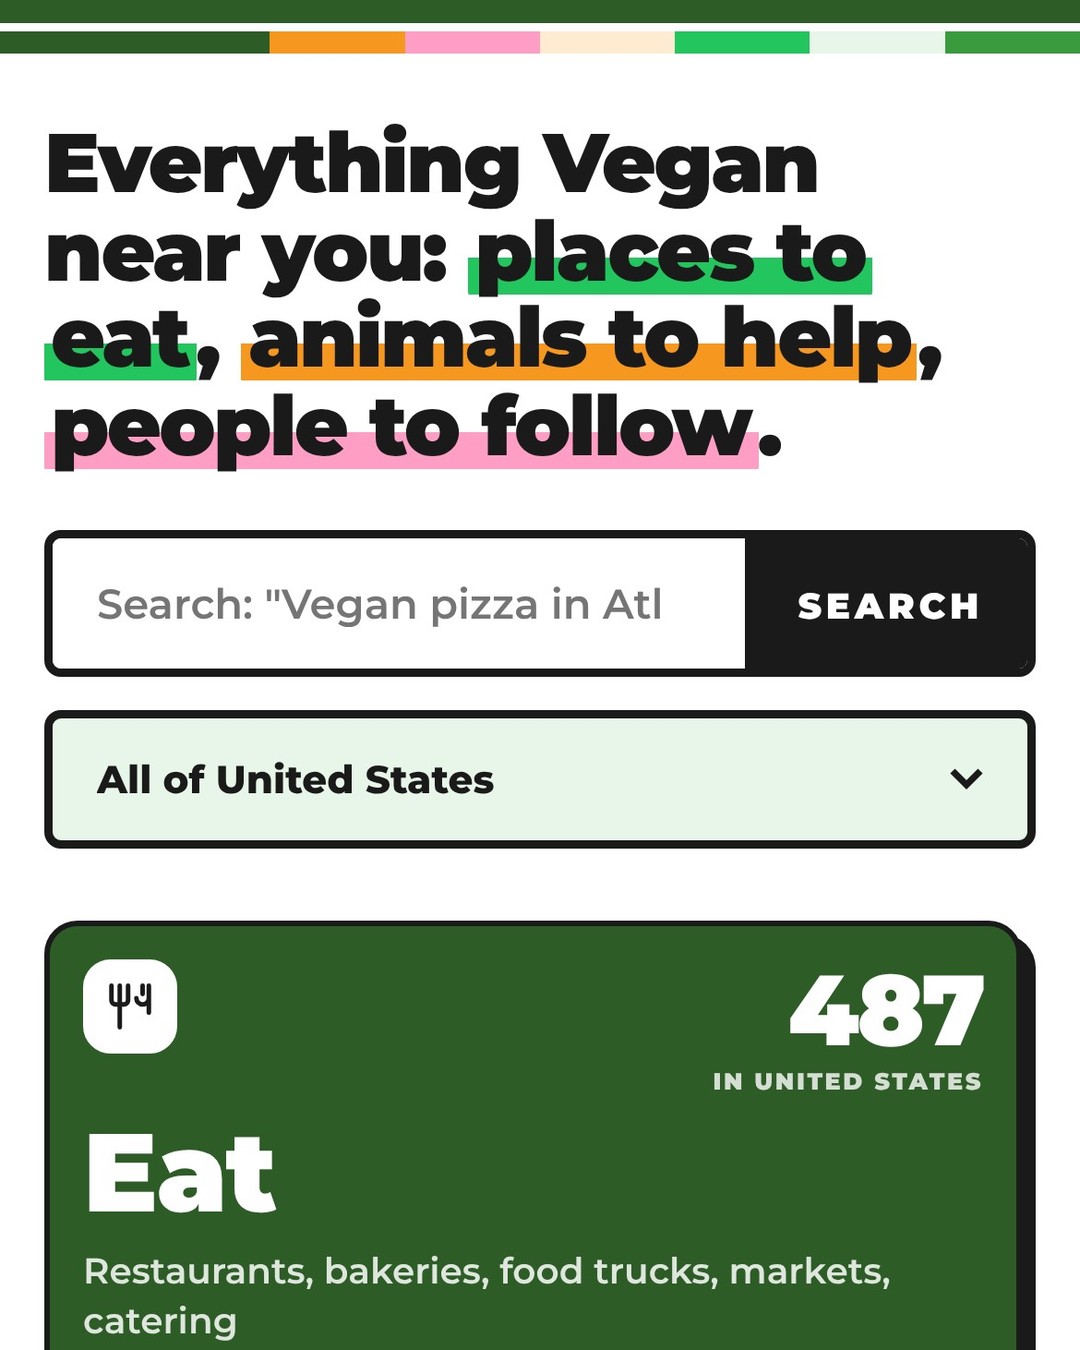 Everything Vegan
near you: places to
eat, animals to help,
people to follow.
Search: "Vegan pizza in Atl
SEARCH
All of United States
487
IN UNITED STATES
Eat
Restaurants, bakeries, food trucks, markets,
catering